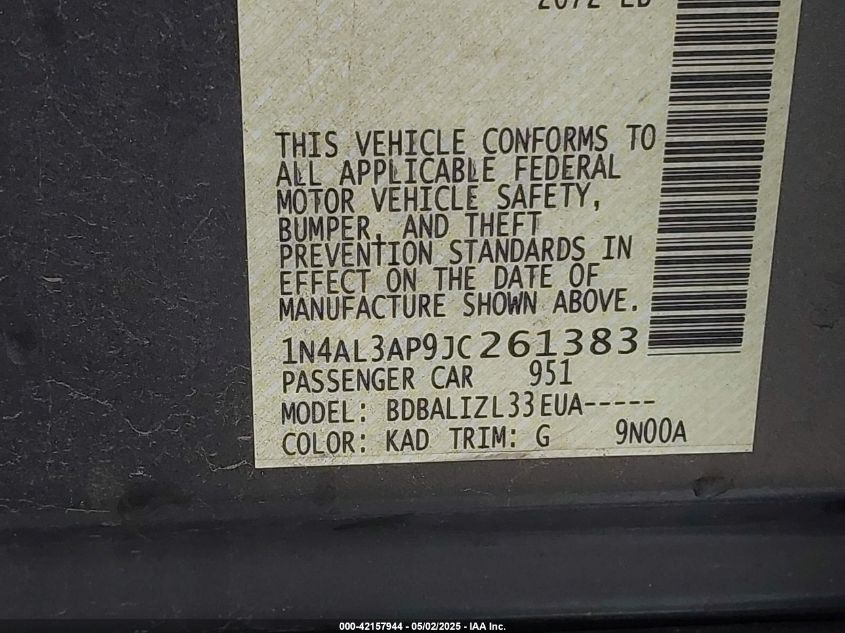 THIS VEHICLE CONFORMS TO
ALL APPLICABLE FEDERAL
MOTOR VEHICLE SAFETY,
BUMPER, AND THEFT
PREVENTION STANDARDS IN
EFFECT ON THE DATE OF
MANUFACTURE SHOWN ABOVE.
1N4AL3AP9JC261383
PASSENGER CAR 951
MODEL: BDBALIZL33EUA-----
COLOR: KAD TRIM: G 9N00A
000-42157944 - 05/02/2025 - IAA Inc.